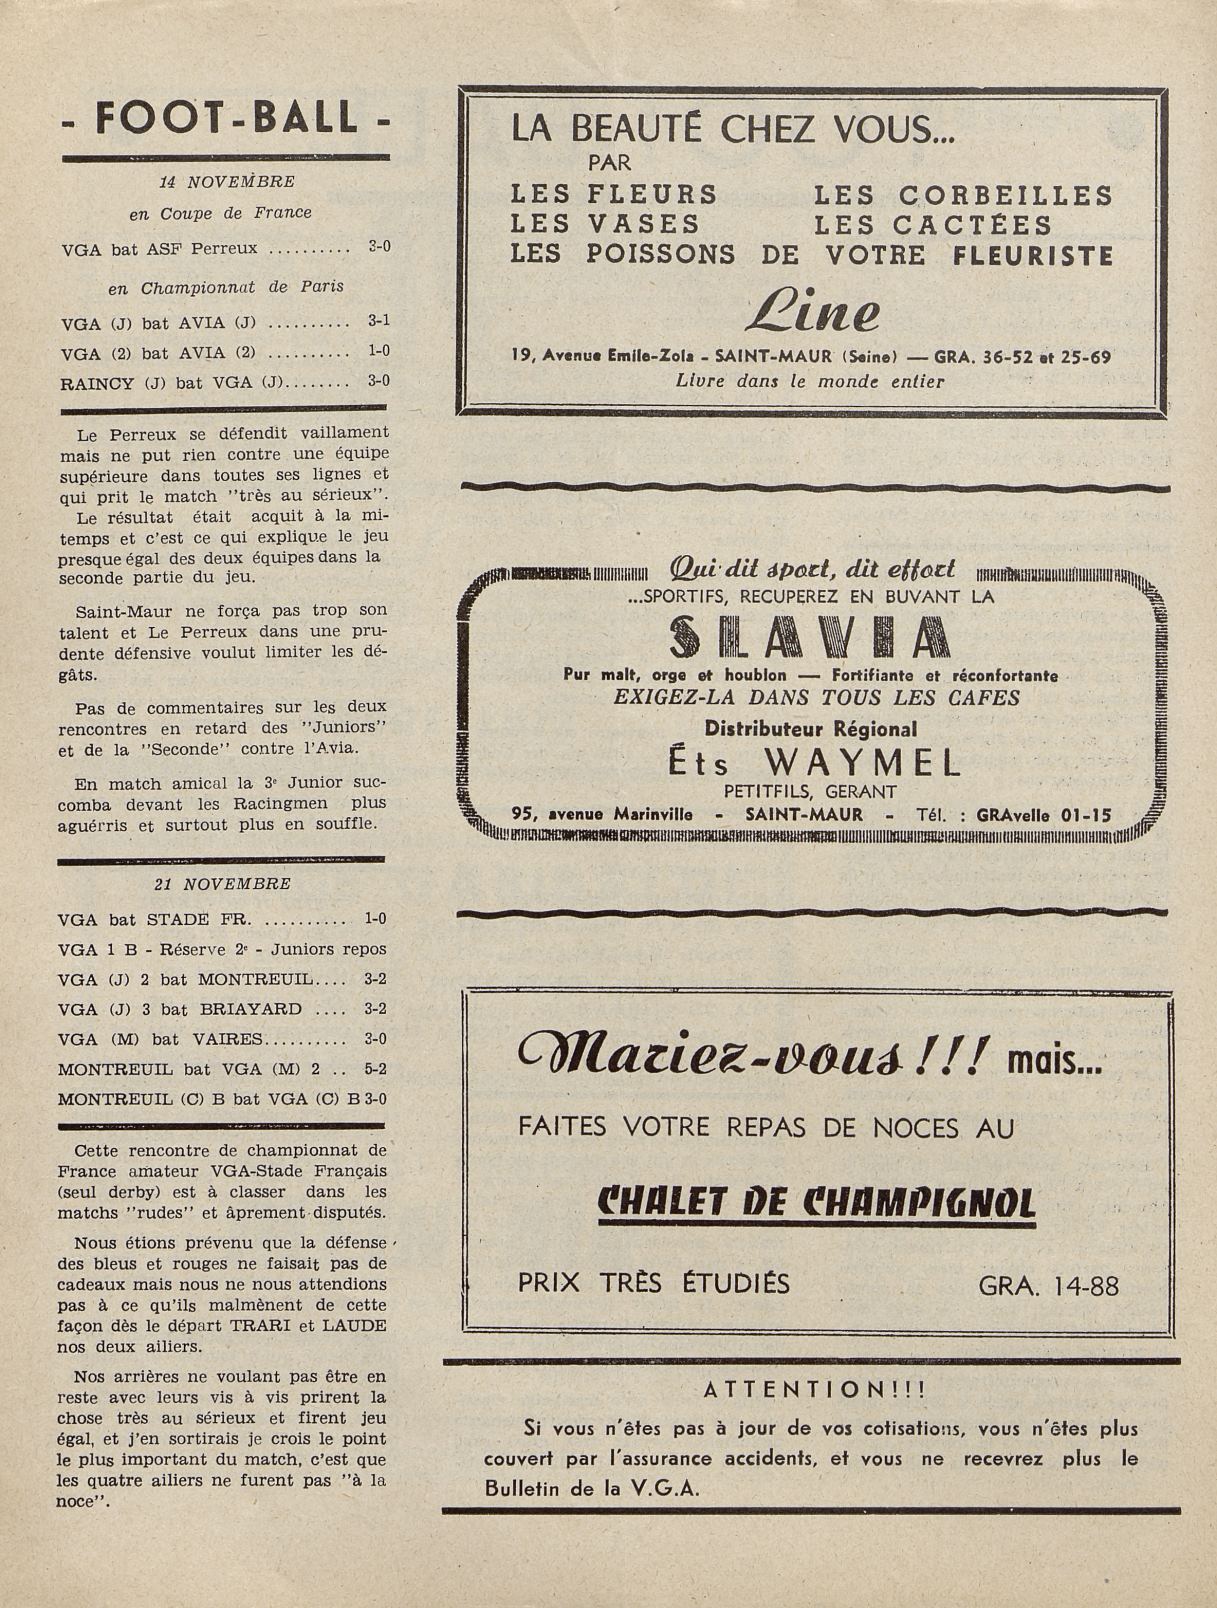 - FOOT-BALL -
14 NOVEMBRE
en Coupe de France
VGA bat ASF Perreux .......... 3-0
en Championnat de Paris
VGA (J) bat AVIA (J) .......... 3-1
VGA (2) bat AVIA (2) .......... 1-0
RAINCY (J) bat VGA (J)........ 3-0
Le Perreux se défendit vaillament
mais ne put rien contre une équipe
supérieure dans toutes ses lignes et
qui prit le match "très au sérieux".
Le résultat était acquit à la mi-
temps et c'est ce qui explique le jeu
presque égal des deux équipes dans la
seconde partie du jeu.
Saint-Maur ne força pas trop son
talent et Le Perreux dans une pru-
dente défensive voulut limiter les dé-
gâts.
Pas de commentaires sur les deux
rencontres en retard des "Juniors"
et de la "Seconde" contre l'Avia.
En match amical la 3e Junior suc-
comba devant les Racingmen plus
aguérris et surtout plus en souffle.
21 NOVEMBRE
VGA bat STADE FR. .......... 1-0
VGA 1 B - Réserve 2e - Juniors repos
VGA (J) 2 bat MONTREUIL.... 3-2
VGA (J) 3 bat BRIAYARD .... 3-2
VGA (M) bat VAIRES.......... 3-0
MONTREUIL bat VGA (M) 2 .. 5-2
MONTREUIL (C) B bat VGA (C) B 3-0
Cette rencontre de championnat de
France amateur VGA-Stade Français
(seul derby) est à classer dans les
matchs "rudes" et âprement disputés.
Nous étions prévenu que la défense
des bleus et rouges ne faisait pas de
cadeaux mais nous ne nous attendions
pas à ce qu'ils malmènent de cette
façon dès le départ TRARI et LAUDE
nos deux ailiers.
Nos arrières ne voulant pas être en
reste avec leurs vis à vis prirent la
chose très au sérieux et firent jeu
égal, et j'en sortirais je crois le point
le plus important du match, c'est que
les quatre ailiers ne furent pas "à la
noce".
LA BEAUTÉ CHEZ VOUS...
PAR
LES FLEURS LES CORBEILLES
LES VASES LES CACTÉES
LES POISSONS DE VOTRE FLEURISTE
Line
19, Avenue Emile-Zola - SAINT-MAUR (Seine) — GRA. 36-52 et 25-69
Livre dans le monde entier
Qui dit sport, dit effort
...SPORTIFS, RECUPEREZ EN BUVANT LA
SLAVIA
Pur malt, orge et houblon — Fortifiante et réconfortante
EXIGEZ-LA DANS TOUS LES CAFES
Distributeur Régional
Éts WAYMEL
PETITFILS, GERANT
95, avenue Marinville - SAINT-MAUR - Tél. : GRAvelle 01-15
Mariez-vous !!! mais...
FAITES VOTRE REPAS DE NOCES AU
CHALET DE CHAMPIGNOL
PRIX TRÈS ÉTUDIÉS GRA. 14-88
ATTENTION!!!
Si vous n'êtes pas à jour de vos cotisations, vous n'êtes plus
couvert par l'assurance accidents, et vous ne recevrez plus le
Bulletin de la V.G.A.